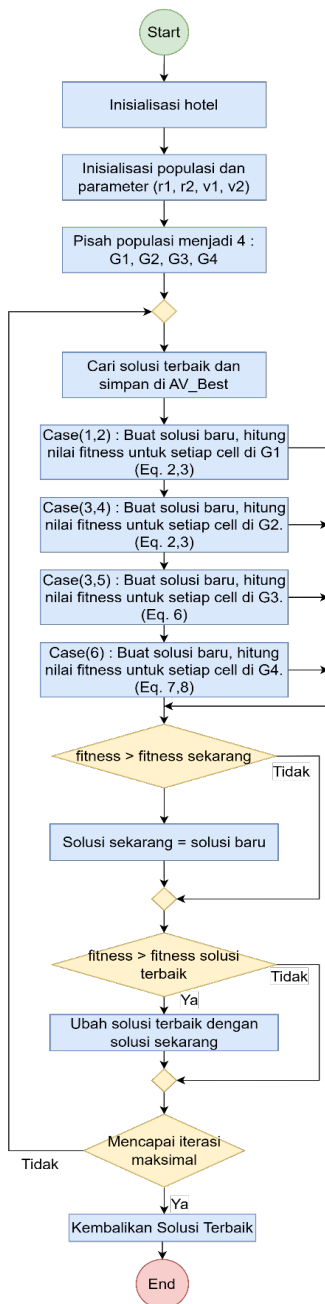 Start
Inisialisasi hotel
Inisialisasi populasi dan
parameter (r1, r2, v1, v2)
Pisah populasi menjadi 4 :
G1, G2, G3, G4
Cari solusi terbaik dan
simpan di AV_Best
Case(1,2) : Buat solusi baru, hitung
nilai fitness untuk setiap cell di G1
(Eq. 2,3)
Case(3,4) : Buat solusi baru, hitung
nilai fitness untuk setiap cell di G2.
(Eq. 2,3)
Case(3,5) : Buat solusi baru, hitung
nilai fitness untuk setiap cell di G3.
(Eq. 6)
Case(6) : Buat solusi baru, hitung
nilai fitness untuk setiap cell di G4.
(Eq. 7,8)
fitness > fitness sekarang
Tidak
Solusi sekarang = solusi baru
fitness > fitness solusi
terbaik
Tidak
Ya
Ubah solusi terbaik dengan
solusi sekarang
Mencapai iterasi
maksimal
Tidak
Ya
Kembalikan Solusi Terbaik
End